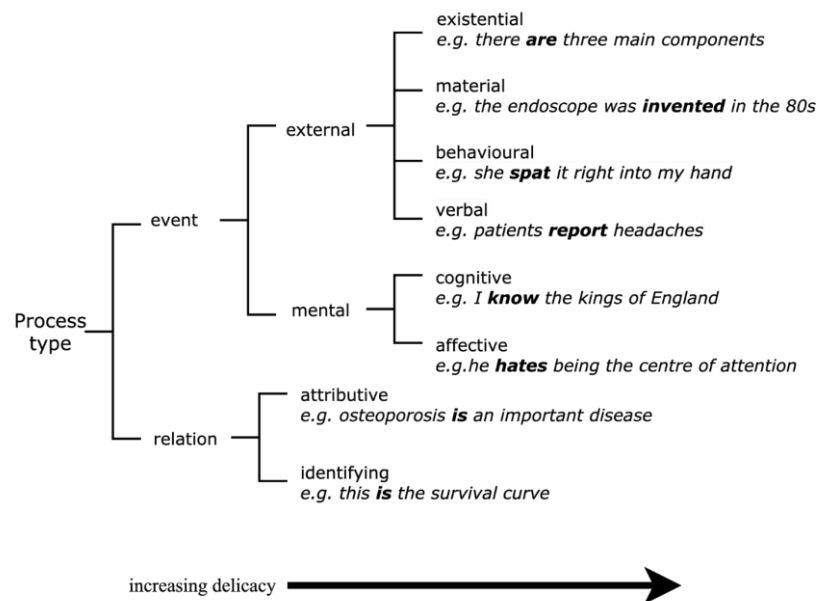 existential
e.g. there are three main components
material
e.g. the endoscope was invented in the 80s
external
behavioural
e.g. she spat it right into my hand
event
verbal
e.g. patients report headaches
cognitive
e.g. I know the kings of England
mental
Process
type
affective
e.g.he hates being the centre of attention
attributive
e.g. osteoporosis is an important disease
relation
identifying
e.g. this is the survival curve
increasing delicacy